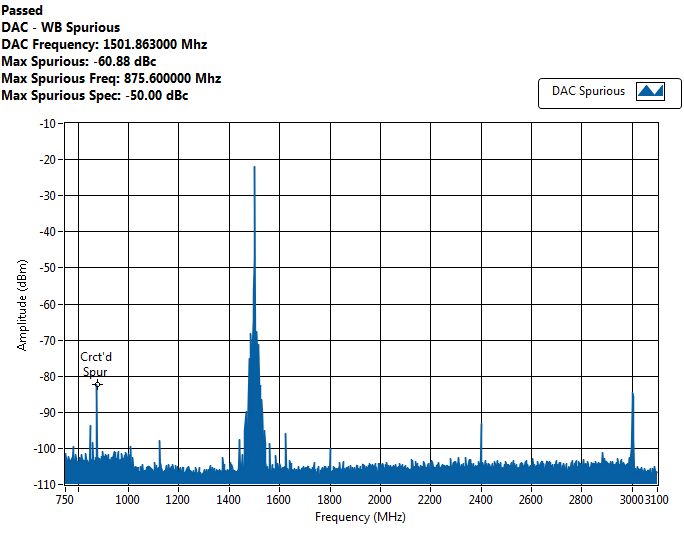 Passed
DAC - WB Spurious
DAC Frequency: 1501.863000 Mhz
Max Spurious: -60.88 dBc
Max Spurious Freq: 875.600000 Mhz
Max Spurious Spec: -50.00 dBc
DAC Spurious
-10
-20
-30
-40
-50
-60
-70
-80
-90
-100
-110
Amplitude (dBm)
Crct'd
Spur
750 1000 1200 1400 1600 1800 2000 2200 2400 2600 2800 3000 3100
Frequency (MHz)